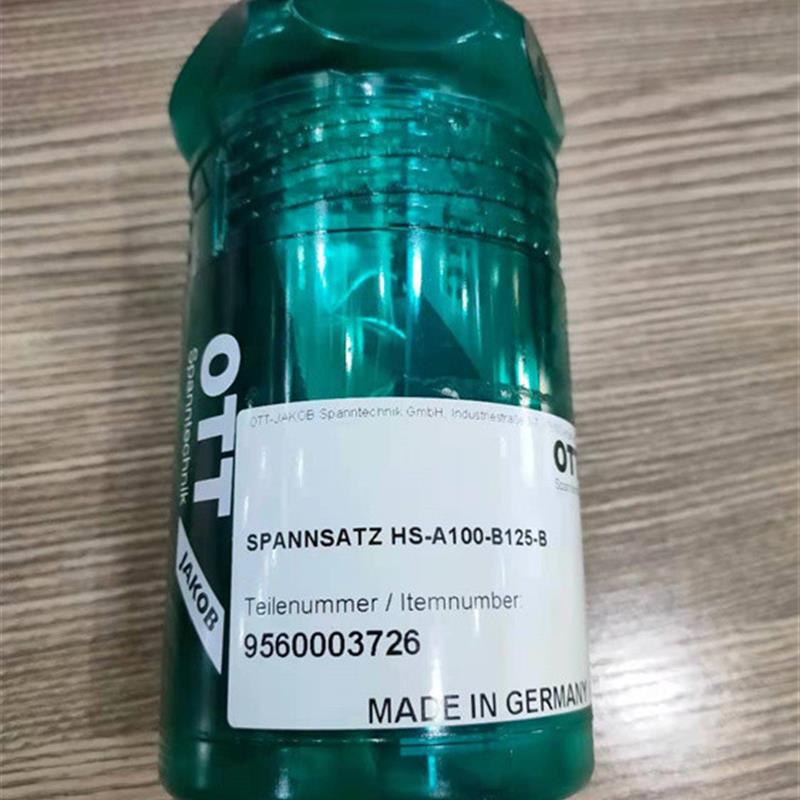 OTT
Spanntechnik
JAKOB
OTT-JAKOB Spanntechnik GmbH, Industriestraße
OTT
SPANNSATZ HS-A100-B125-B
Teilenummer / Itemnumber:
9560003726
MADE IN GERMANY